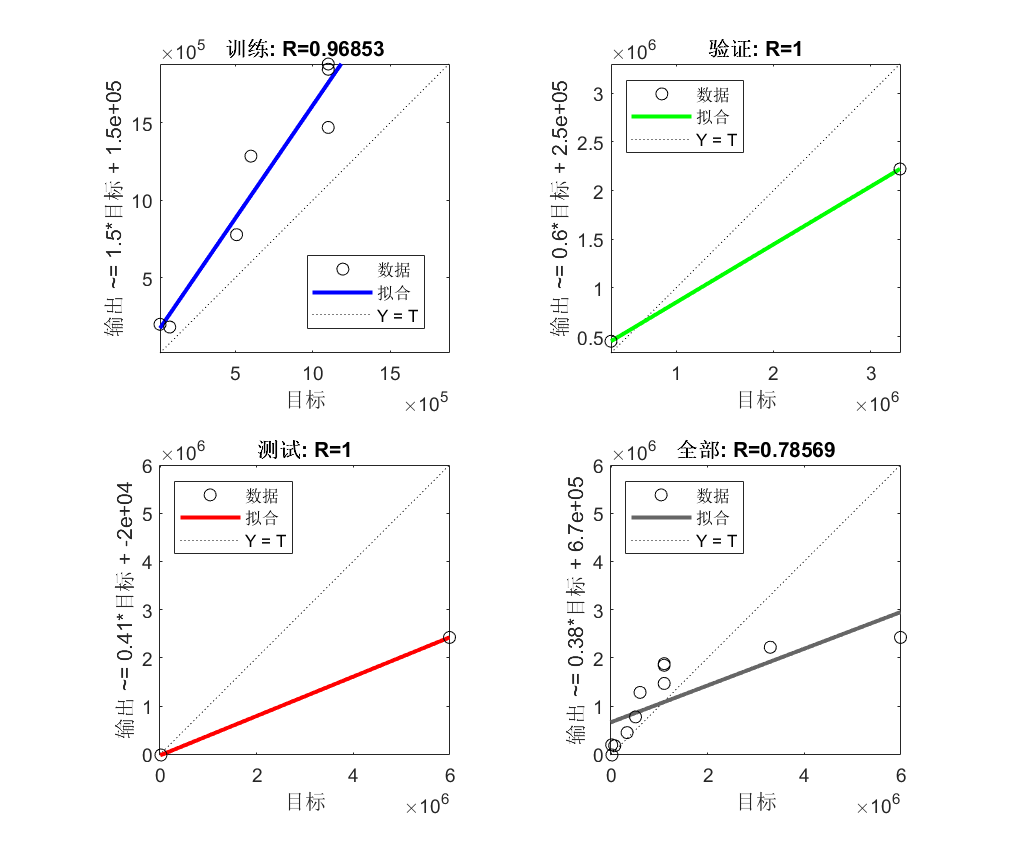 训练: R=0.96853
×10^5
输出 ~= 1.5*目标 + 1.5e+05
15
10
5
数据
拟合
Y = T
5
10
15
目标
×10^5
验证: R=1
×10^6
输出 ~= 0.6*目标 + 2.5e+05
3
2.5
2
1.5
1
0.5
数据
拟合
Y = T
1
2
3
目标
×10^6
测试: R=1
×10^6
输出 ~= 0.41*目标 + -2e+04
6
5
4
3
2
1
0
数据
拟合
Y = T
0
2
4
6
目标
×10^6
全部: R=0.78569
×10^6
输出 ~= 0.38*目标 + 6.7e+05
6
5
4
3
2
1
0
数据
拟合
Y = T
0
2
4
6
目标
×10^6